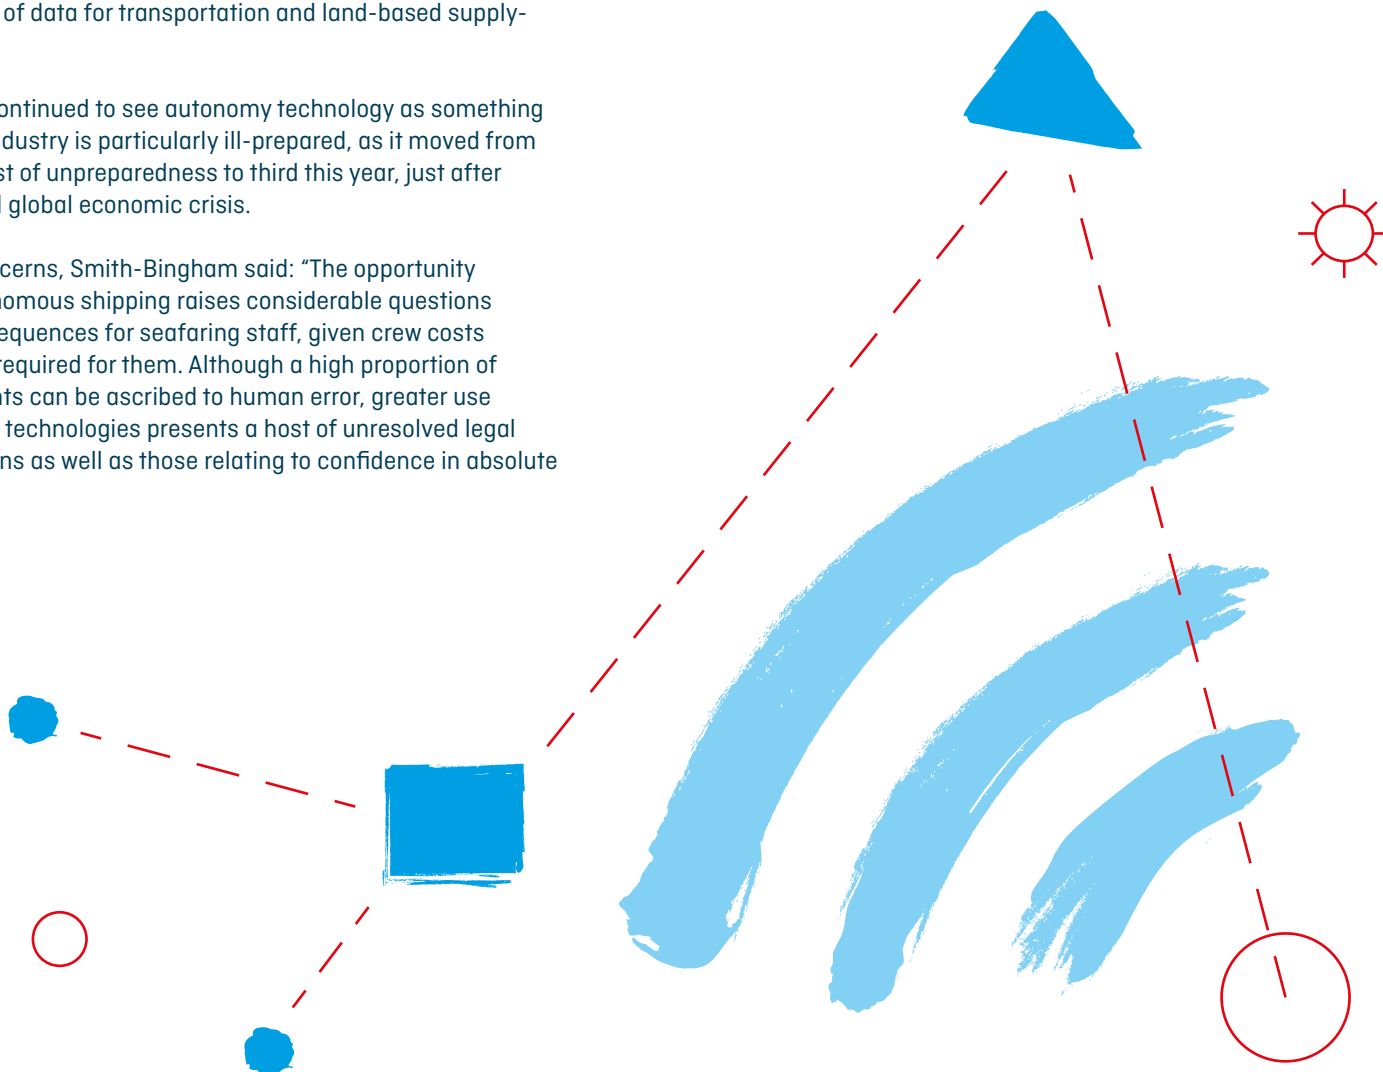 of data for transportation and land-based supply-
ontinued to see autonomy technology as something
dustry is particularly ill-prepared, as it moved from
st of unpreparedness to third this year, just after
global economic crisis.
cerns, Smith-Bingham said: “The opportunity
nomous shipping raises considerable questions
equences for seafaring staff, given crew costs
required for them. Although a high proportion of
nts can be ascribed to human error, greater use
technologies presents a host of unresolved legal
ns as well as those relating to confidence in absolute